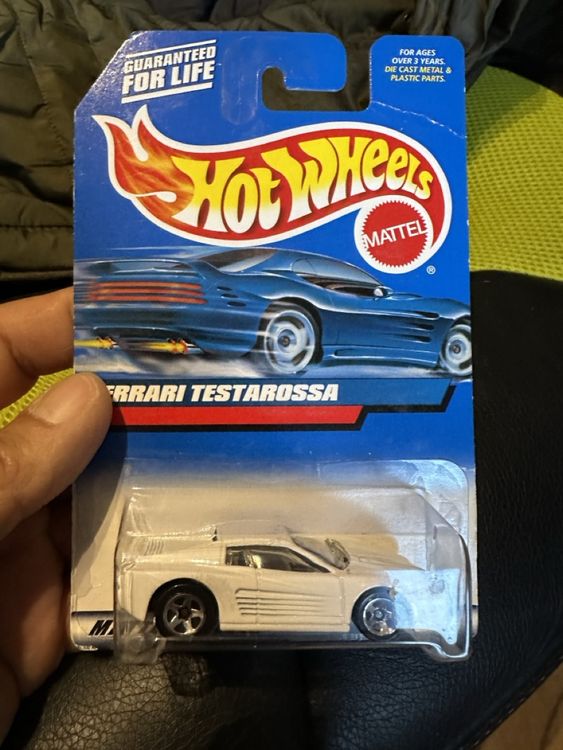 GUARANTEED
FOR LIFE
FOR AGES
OVER 3 YEARS.
DIE CAST METAL &
PLASTIC PARTS.
HOT WHEELS
MATTEL
®
ERRARI TESTAROSSA